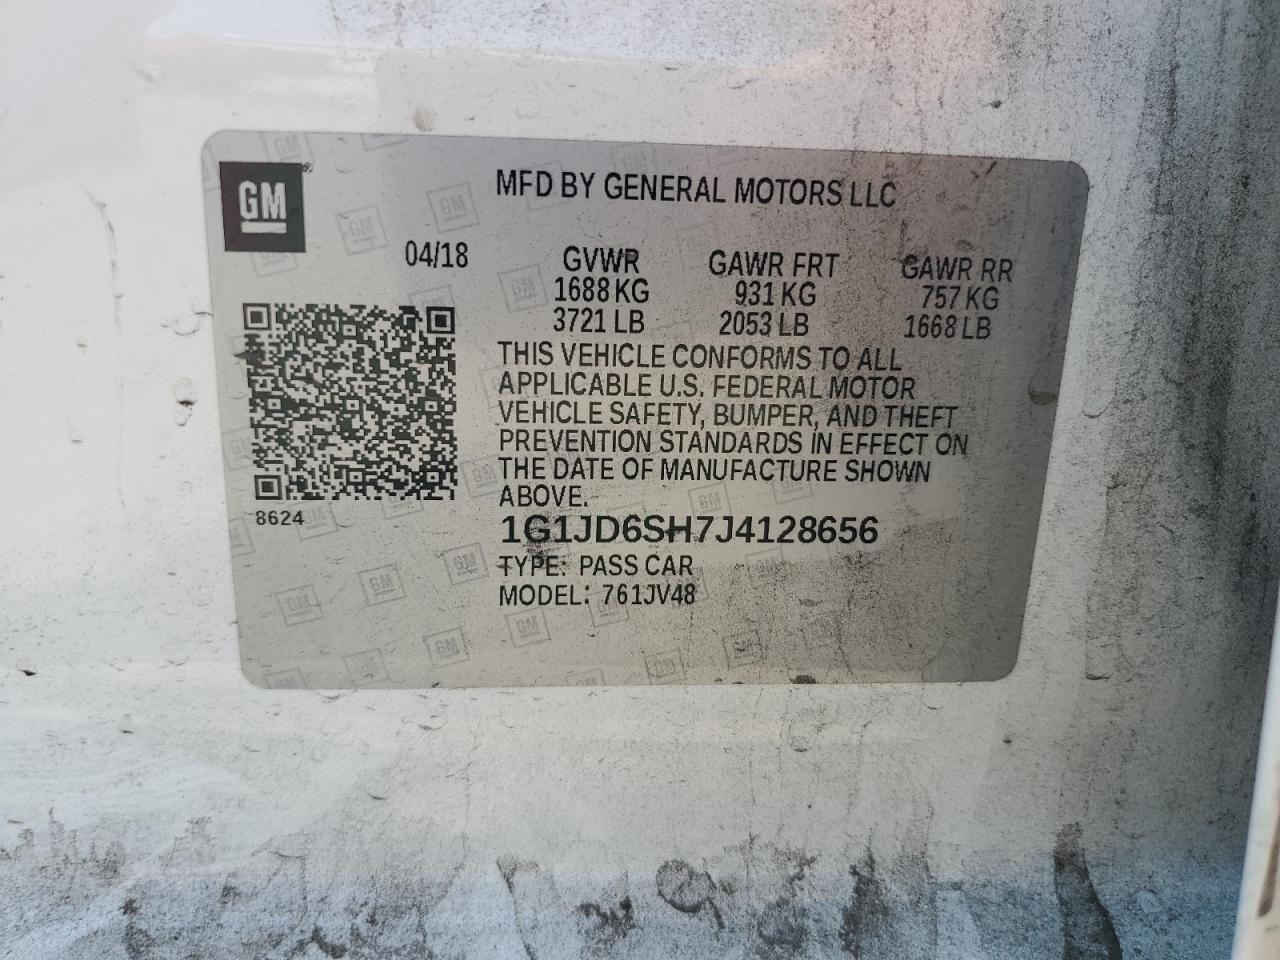 GM
MFD BY GENERAL MOTORS LLC
04/18
GVWR GAWR FRT GAWR RR
1688 KG 931 KG 757 KG
3721 LB 2053 LB 1668 LB
THIS VEHICLE CONFORMS TO ALL
APPLICABLE U.S. FEDERAL MOTOR
VEHICLE SAFETY, BUMPER, AND THEFT
PREVENTION STANDARDS IN EFFECT ON
THE DATE OF MANUFACTURE SHOWN
ABOVE.
8624
1G1JD6SH7J4128656
TYPE: PASS CAR
MODEL: 761JV48